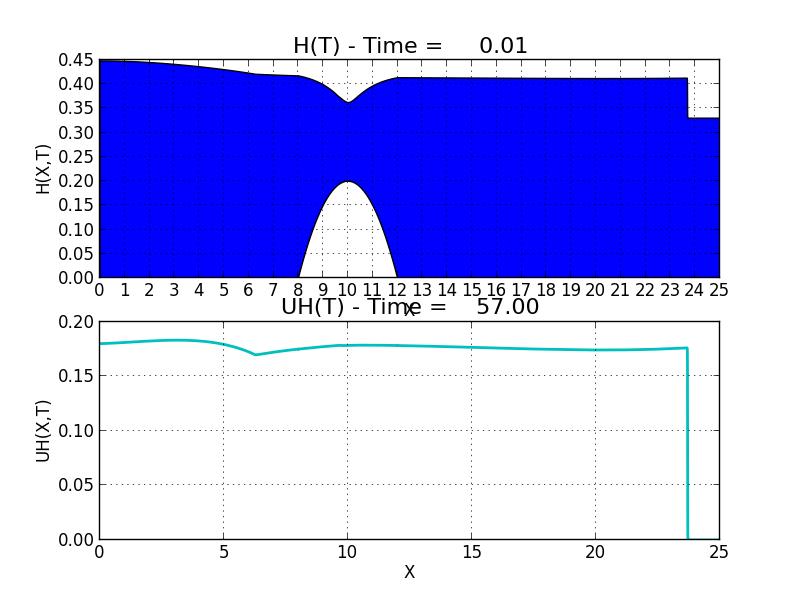 H(T) - Time = 0.01
0.45
0.40
0.35
0.30
0.25
0.20
0.15
0.10
0.05
0.00
H(X,T)
0 1 2 3 4 5 6 7 8 9 10 11 12 13 14 15 16 17 18 19 20 21 22 23 24 25
X
UH(T) - Time = 57.00
0.20
0.15
0.10
0.05
0.00
UH(X,T)
0 5 10 15 20 25
X